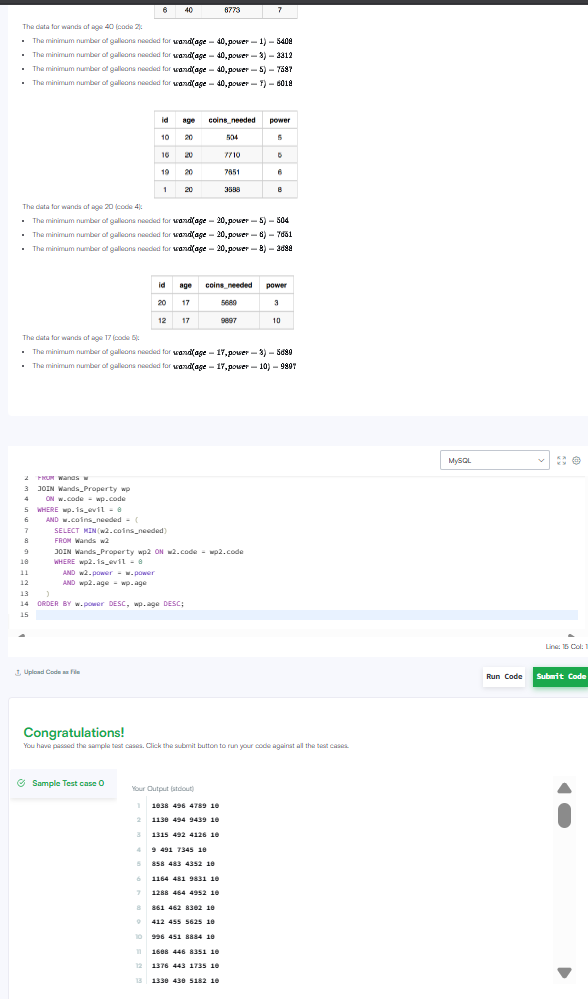 6 40 6773 7
The data for wands of age 40 (code 2):
• The minimum number of galleons needed for wand(age = 40, power = 1) = 5408
• The minimum number of galleons needed for wand(age = 40, power = 3) = 3312
• The minimum number of galleons needed for wand(age = 40, power = 5) = 7587
• The minimum number of galleons needed for wand(age = 40, power = 7) = 6018
id age coins_needed power
10 20 504 5
16 20 7710 5
19 20 7651 6
1 20 3688 8
The data for wands of age 20 (code 4):
• The minimum number of galleons needed for wand(age = 20, power = 5) = 504
• The minimum number of galleons needed for wand(age = 20, power = 6) = 7651
• The minimum number of galleons needed for wand(age = 20, power = 8) = 3688
id age coins_needed power
20 17 5689 3
12 17 9897 10
The data for wands of age 17 (code 5):
• The minimum number of galleons needed for wand(age = 17, power = 3) = 5689
• The minimum number of galleons needed for wand(age = 17, power = 10) = 9897
MySQL
2 FROM Wands w
3 JOIN Wands_Property wp
4 ON w.code = wp.code
5 WHERE wp.is_evil = 0
6 AND w.coins_needed = (
7 SELECT MIN(w2.coins_needed)
8 FROM Wands w2
9 JOIN Wands_Property wp2 ON w2.code = wp2.code
10 WHERE wp2.is_evil = 0
11 AND w2.power = w.power
12 AND wp2.age = wp.age
13 )
14 ORDER BY w.power DESC, wp.age DESC;
15
Line: 15 Col: 1
Upload Code as File
Run Code
Submit Code
Congratulations!
You have passed the sample test cases. Click the submit button to run your code against all the test cases.
Sample Test case 0
Your Output (stdout)
1 1038 496 4789 10
2 1130 494 9439 10
3 1315 492 4126 10
4 9 491 7345 10
5 858 483 4352 10
6 1164 481 9831 10
7 1288 464 4952 10
8 861 462 8302 10
9 412 455 5625 10
10 996 451 8884 10
11 1608 446 8351 10
12 1376 443 1735 10
13 1330 430 5182 10